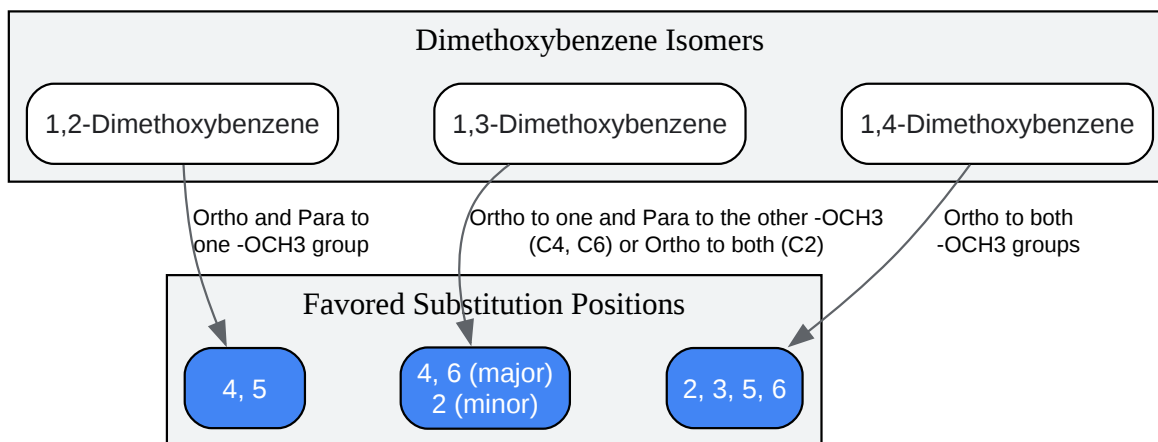 Dimethoxybenzene Isomers
1,2-Dimethoxybenzene
1,3-Dimethoxybenzene
1,4-Dimethoxybenzene
Ortho and Para to
one -OCH3 group
Ortho to one and Para to the other -OCH3
(C4, C6) or Ortho to both (C2)
Ortho to both
-OCH3 groups
Favored Substitution Positions
4, 5
4, 6 (major)
2 (minor)
2, 3, 5, 6